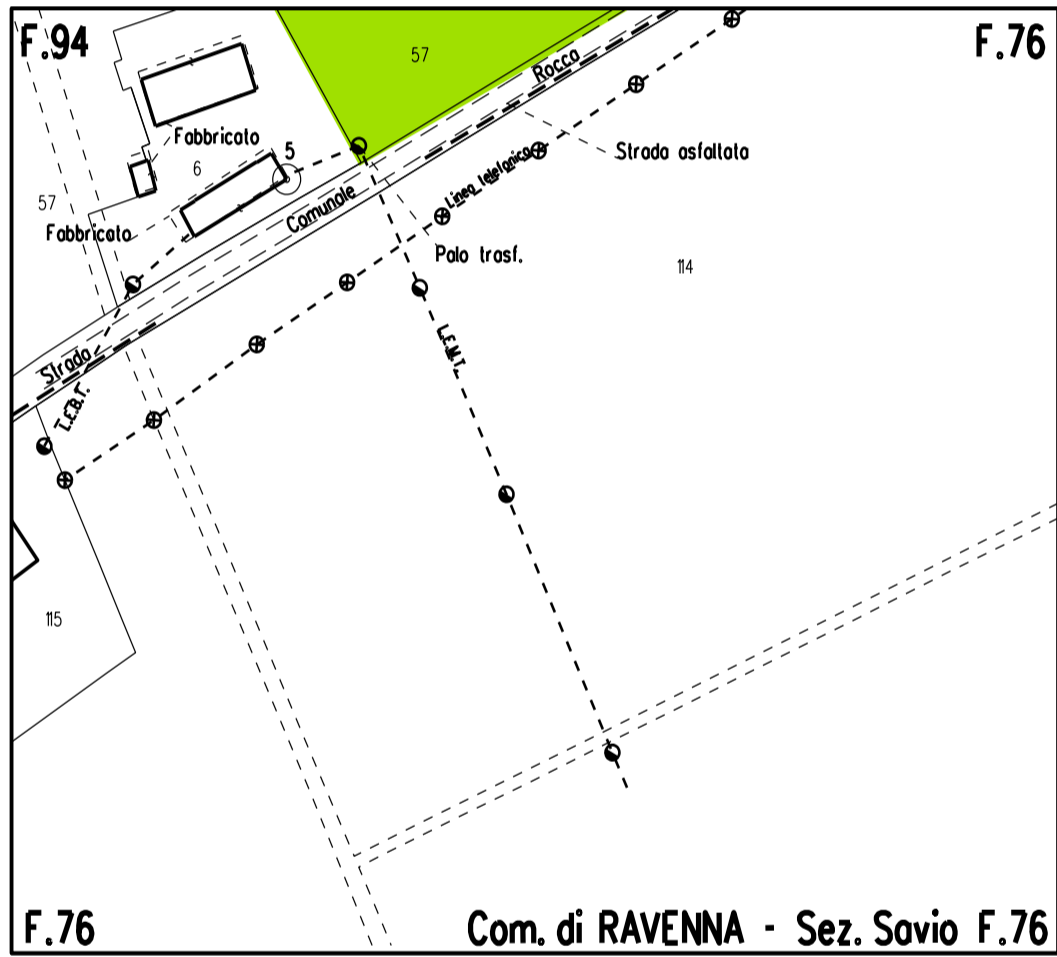 F.94
F.76
57
Rocca
Fabbricato
5
Strada asfaltata
6
Linea telefonica
57
Comunale
Fabbricato
Palo trasf.
114
L.E.M.T.
Strada
L.E.B.T.
115
F.76
Com. di RAVENNA - Sez. Savio F.76